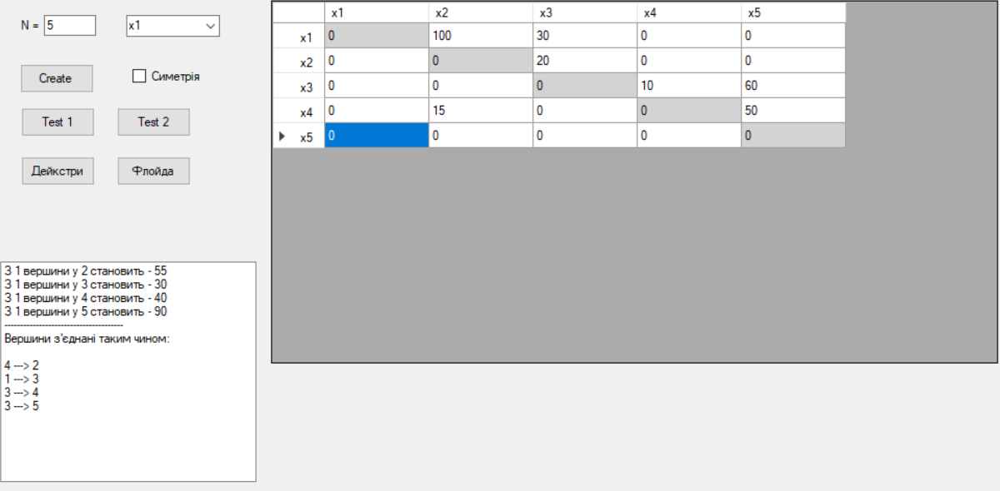 N = 5 x1
Create Симетрія
Test 1 Test 2
Дейкстри Флойда
x1 x2 x3 x4 x5
x1 0 100 30 0 0
x2 0 0 20 0 0
x3 0 0 0 10 60
x4 0 15 0 0 50
x5 0 0 0 0 0
З 1 вершини у 2 становить - 55
З 1 вершини у 3 становить - 30
З 1 вершини у 4 становить - 40
З 1 вершини у 5 становить - 90
----------------------------------------
Вершини з'єднані таким чином:
4 ---> 2
1 ---> 3
3 ---> 4
3 ---> 5